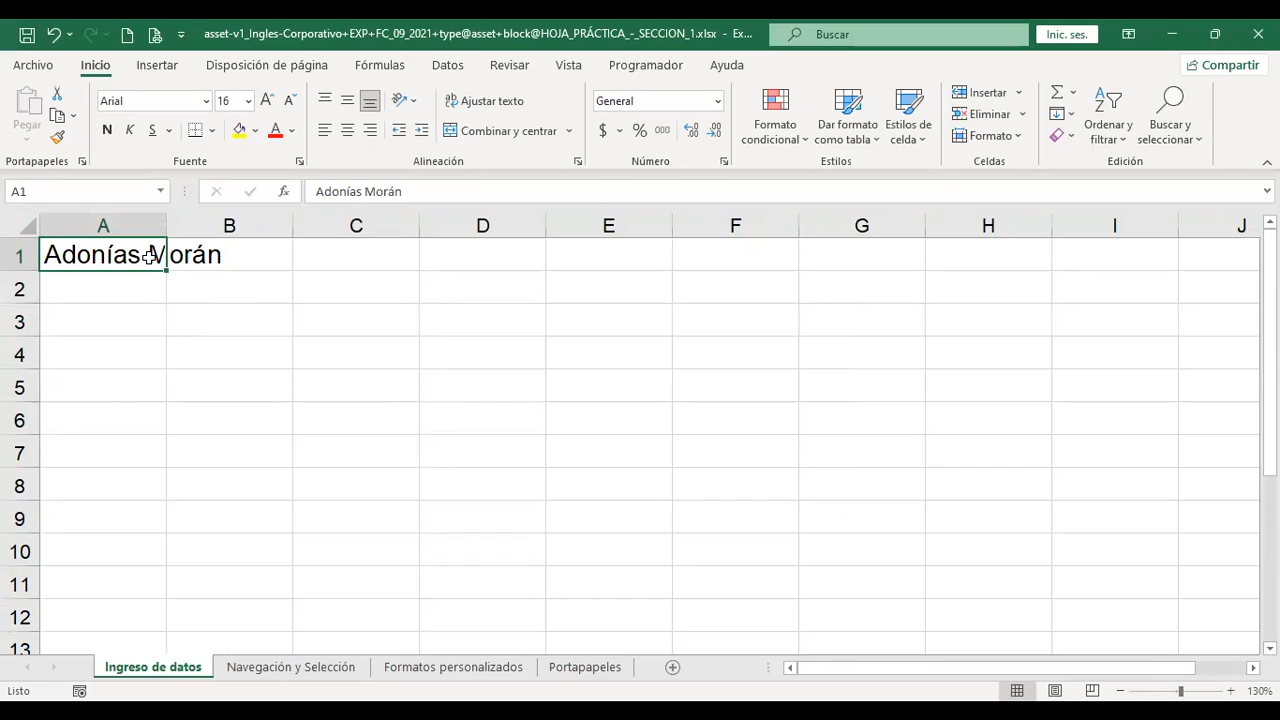 asset-v1_Ingles-Corporativo+EXP+FC_09_2021+type@asset+block@HOJA_PRÁCTICA_-_SECCION_1.xlsx - Ex...
Buscar
Inic. ses.
Archivo Inicio Insertar Disposición de página Fórmulas Datos Revisar Vista Programador Ayuda
Compartir
Pegar
Portapapeles
Arial 16
N K S
Fuente
Ajustar texto
Combinar y centrar
Alineación
General
$ % 000
Número
Formato condicional
Dar formato como tabla
Estilos de celda
Estilos
Insertar
Eliminar
Formato
Celdas
Ordenar y filtrar
Buscar y seleccionar
Edición
A1 fx Adonías Morán
A B C D E F G H I J
1 Adonías Morán
2
3
4
5
6
7
8
9
10
11
12
13
Ingreso de datos Navegación y Selección Formatos personalizados Portapapeles
Listo
130%